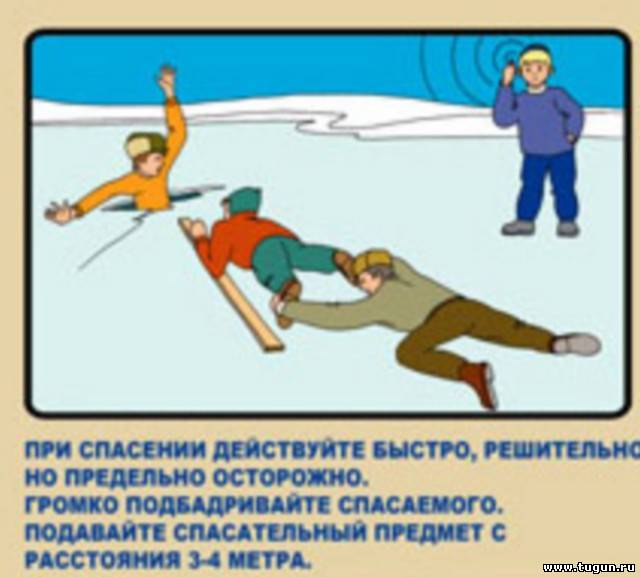 ПРИ СПАСЕНИИ ДЕЙСТВУЙТЕ БЫСТРО, РЕШИТЕЛЬНО
НО ПРЕДЕЛЬНО ОСТОРОЖНО.
ГРОМКО ПОДБАДРИВАЙТЕ СПАСАЕМОГО.
ПОДАВАЙТЕ СПАСАТЕЛЬНЫЙ ПРЕДМЕТ С
РАССТОЯНИЯ 3-4 МЕТРА.
www.tugun.ru